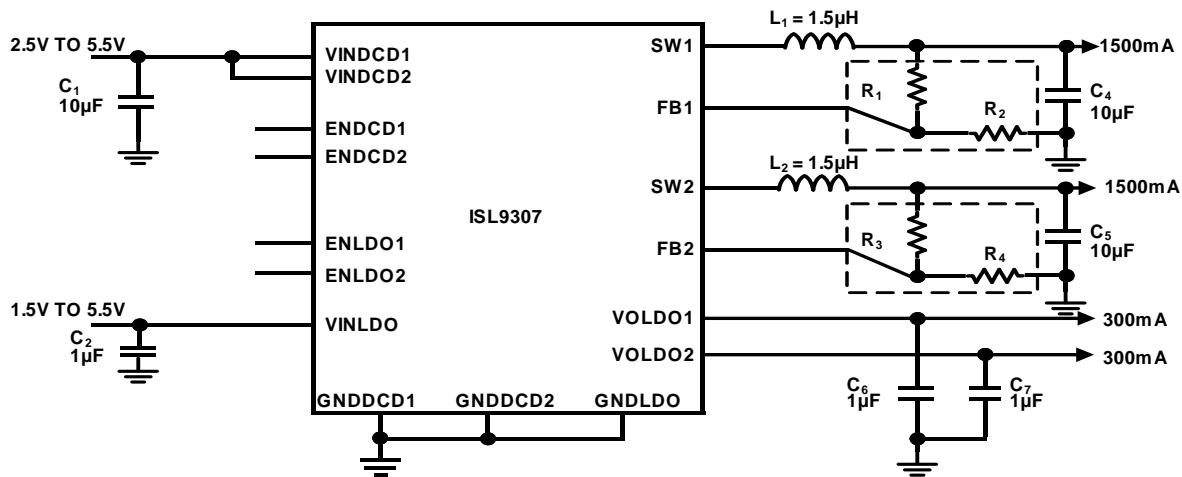 2.5V TO 5.5V
C1
10µF
VINDCD1
VINDCD2
ENDCD1
ENDCD2
ENLDO1
ENLDO2
1.5V TO 5.5V
C2
1µF
VINLDO
ISL9307
GNDDCD1 GNDDCD2 GNDLDO
SW1
FB1
SW2
FB2
VOLDO1
VOLDO2
L1 = 1.5µH
1500mA
R1
R2
C4
10µF
L2 = 1.5µH
1500mA
R3
R4
C5
10µF
300mA
300mA
C6
1µF
C7
1µF